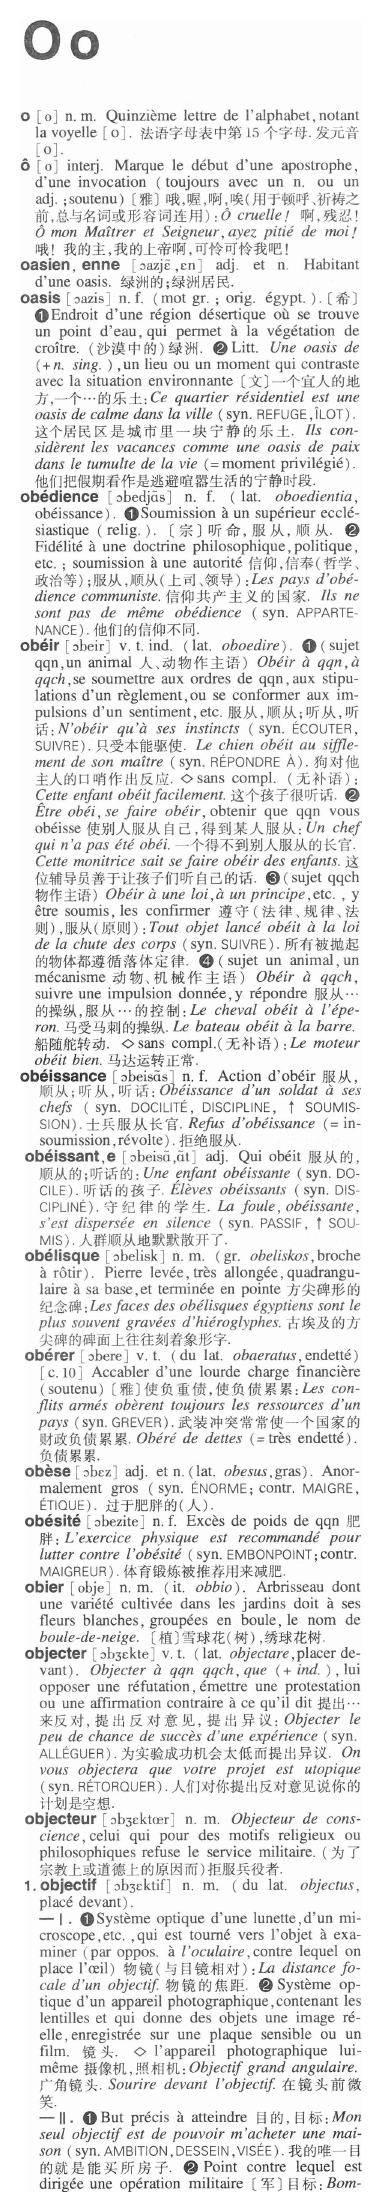 O o
o [o] n. m. Quinzième lettre de l'alphabet, notant
la voyelle [o]. 法语字母表中第 15 个字母. 发元音
[o].
ô [o] interj. Marque le début d'une apostrophe,
d'une invocation (toujours avec un n. ou un
adj. ; soutenu) [雅] 哦,喔,啊,唉(用于顿呼、祈祷之
前,总与名词或形容词连用): Ô cruelle! 啊,残忍!
Ô mon Maîtrer et Seigneur, ayez pitié de moi!
哦! 我的主,我的上帝啊,可怜可怜我吧!
oasien, enne [ɔazjɛ̃, ɛn] adj. et n. Habitant
d'une oasis. 绿洲的;绿洲居民.
oasis [ɔazis] n. f. (mot gr. ; orig. égypt.). [希]
❶ Endroit d'une région désertique où se trouve
un point d'eau, qui permet à la végétation de
croître. (沙漠中的)绿洲. ❷ Litt. Une oasis de
(+ n. sing.), un lieu ou un moment qui contraste
avec la situation environnante [文]一个宜人的地
方,一个…的乐土: Ce quartier résidentiel est une
oasis de calme dans la ville (syn. REFUGE, ÎLOT).
这个居民区是城市里一块宁静的乐土. Ils con-
sidèrent les vacances comme une oasis de paix
dans le tumulte de la vie (= moment privilégié).
他们把假期看作是逃避喧嚣生活的宁静时段.
obédience [ɔbedjɑ̃s] n. f. (lat. oboedientia,
obéissance). ❶ Soumission à un supérieur ecclé-
siastique (relig.). [宗]听命,服从,顺从. ❷
Fidélité à une doctrine philosophique, politique,
etc. ; soumission à une autorité 信仰,信奉(哲学、
政治等);服从,顺从(上司、领导): Les pays d'obé-
dience communiste. 信仰共产主义的国家. Ils ne
sont pas de même obédience (syn. APPARTE-
NANCE). 他们的信仰不同.
obéir [ɔbeir] v. t. ind. (lat. oboedire). ❶ (sujet
qqn, un animal 人、动物作主语) Obéir à qqn, à
qqch, se soumettre aux ordres de qqn, aux stipu-
lations d'un règlement, ou se conformer aux im-
pulsions d'un sentiment, etc. 服从,顺从;听从,听
话: N'obéir qu'à ses instincts (syn. ÉCOUTER,
SUIVRE). 只受本能驱使. Le chien obéit au siffle-
ment de son maître (syn. RÉPONDRE À). 狗对他
主人的口哨作出反应. ◇ sans compl. (无补语):
Cette enfant obéit facilement. 这个孩子很听话. ❷
Être obéi, se faire obéir, obtenir que qqn vous
obéisse 使别人服从自己,得到某人服从: Un chef
qui n'a pas été obéi. 一个得不到别人服从的长官.
Cette monitrice sait se faire obéir des enfants. 这
位辅导员善于让孩子们听自己的话. ❸ (sujet qqch
物作主语) Obéir à une loi, à un principe, etc., y
être soumis, les confirmer 遵守(法律、规律、法
则),服从(原则): Tout objet lancé obéit à la loi
de la chute des corps (syn. SUIVRE). 所有被抛起
的物体都遵循落体定律. ❹ (sujet un animal, un
mécanisme 动物、机械作主语) Obéir à qqch,
suivre une impulsion donnée, y répondre 服从…
的操纵,服从…的控制: Le cheval obéit à l'épe-
ron. 马受马刺的操纵. Le bateau obéit à la barre.
船随舵转动. ◇ sans compl.(无补语): Le moteur
obéit bien. 马达运转正常.
obéissance [ɔbeisɑ̃s] n. f. Action d'obéir 服从,
顺从;听从,听话: Obéissance d'un soldat à ses
chefs (syn. DOCILITÉ, DISCIPLINE, ↑ SOUMIS-
SION). 士兵服从长官. Refus d'obéissance (= in-
soumission, révolte). 拒绝服从.
obéissant, e [ɔbeisɑ̃, ɑ̃t] adj. Qui obéit 服从的,
顺从的;听话的: Une enfant obéissante (syn. DO-
CILE). 听话的孩子. Élèves obéissants (syn. DIS-
CIPLINÉ). 守纪律的学生. La foule, obéissante,
s'est dispersée en silence (syn. PASSIF, ↑ SOU-
MIS). 人群顺从地默默散开了.
obélisque [ɔbelisk] n. m. (gr. obeliskos, broche
à rôtir). Pierre levée, très allongée, quadrangu-
laire à sa base, et terminée en pointe 方尖碑形的
纪念碑: Les faces des obélisques égyptiens sont le
plus souvent gravées d'hiéroglyphes. 古埃及的方
尖碑的碑面上往往刻着象形字.
obérer [ɔbere] v. t. (du lat. obaeratus, endetté)
[c. 10] Accabler d'une lourde charge financière
(soutenu) [雅]使负重债,使负债累累: Les con-
flits armés obèrent toujours les ressources d'un
pays (syn. GREVER). 武装冲突常常使一个国家的
财政负债累累. Obéré de dettes (= très endetté).
负债累累.
obèse [ɔbɛz] adj. et n. (lat. obesus, gras). Anor-
malement gros (syn. ÉNORME; contr. MAIGRE,
ÉTIQUE). 过于肥胖的(人).
obésité [ɔbezite] n. f. Excès de poids de qqn 肥
胖: L'exercice physique est recommandé pour
lutter contre l'obésité (syn. EMBONPOINT; contr.
MAIGREUR). 体育锻炼被推荐用来减肥.
obier [obje] n. m. (it. obbio). Arbrisseau dont
une variété cultivée dans les jardins doit à ses
fleurs blanches, groupées en boule, le nom de
boule-de-neige. [植]雪球花(树),绣球花树.
objecter [ɔbʒɛkte] v. t. (lat. objectare, placer de-
vant). Objecter à qqn qqch, que (+ ind.), lui
opposer une réfutation, émettre une protestation
ou une affirmation contraire à ce qu'il dit 提出…
来反对,提出反对意见,提出异议: Objecter le
peu de chance de succès d'une expérience (syn.
ALLÉGUER). 为实验成功机会太低而提出异议. On
vous objectera que votre projet est utopique
(syn. RÉTORQUER). 人们对你提出反对意见说你的
计划是空想.
objecteur [ɔbʒɛktœr] n. m. Objecteur de cons-
cience, celui qui pour des motifs religieux ou
philosophiques refuse le service militaire. (为了
宗教上或道德上的原因而)拒服兵役者.
1. objectif [ɔbʒɛktif] n. m. (du lat. objectus,
placé devant).
— I. ❶ Système optique d'une lunette, d'un mi-
croscope, etc., qui est tourné vers l'objet à exa-
miner (par oppos. à l'oculaire, contre lequel on
place l'œil) 物镜(与目镜相对): La distance fo-
cale d'un objectif. 物镜的焦距. ❷ Système op-
tique d'un appareil photographique, contenant les
lentilles et qui donne des objets une image ré-
elle, enregistrée sur une plaque sensible ou un
film. 镜头. ◇ l'appareil photographique lui-
même 摄像机,照相机: Objectif grand angulaire.
广角镜头. Sourire devant l'objectif. 在镜头前微
笑.
— II. ❶ But précis à atteindre 目的,目标: Mon
seul objectif est de pouvoir m'acheter une mai-
son (syn. AMBITION, DESSEIN, VISÉE). 我的唯一目
的就是能买所房子. ❷ Point contre lequel est
dirigée une opération militaire [军]目标: Bom-